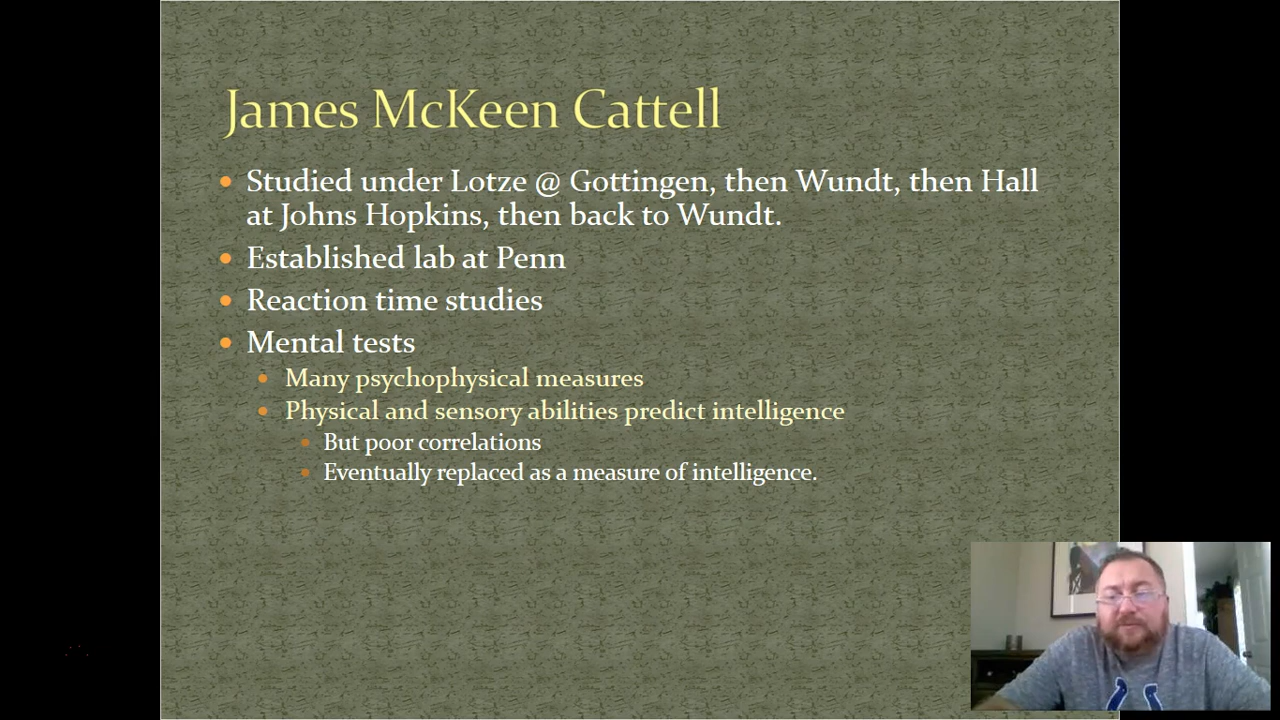 James McKeen Cattell
Studied under Lotze @ Gottingen, then Wundt, then Hall
at Johns Hopkins, then back to Wundt.
Established lab at Penn
Reaction time studies
Mental tests
Many psychophysical measures
Physical and sensory abilities predict intelligence
But poor correlations
Eventually replaced as a measure of intelligence.